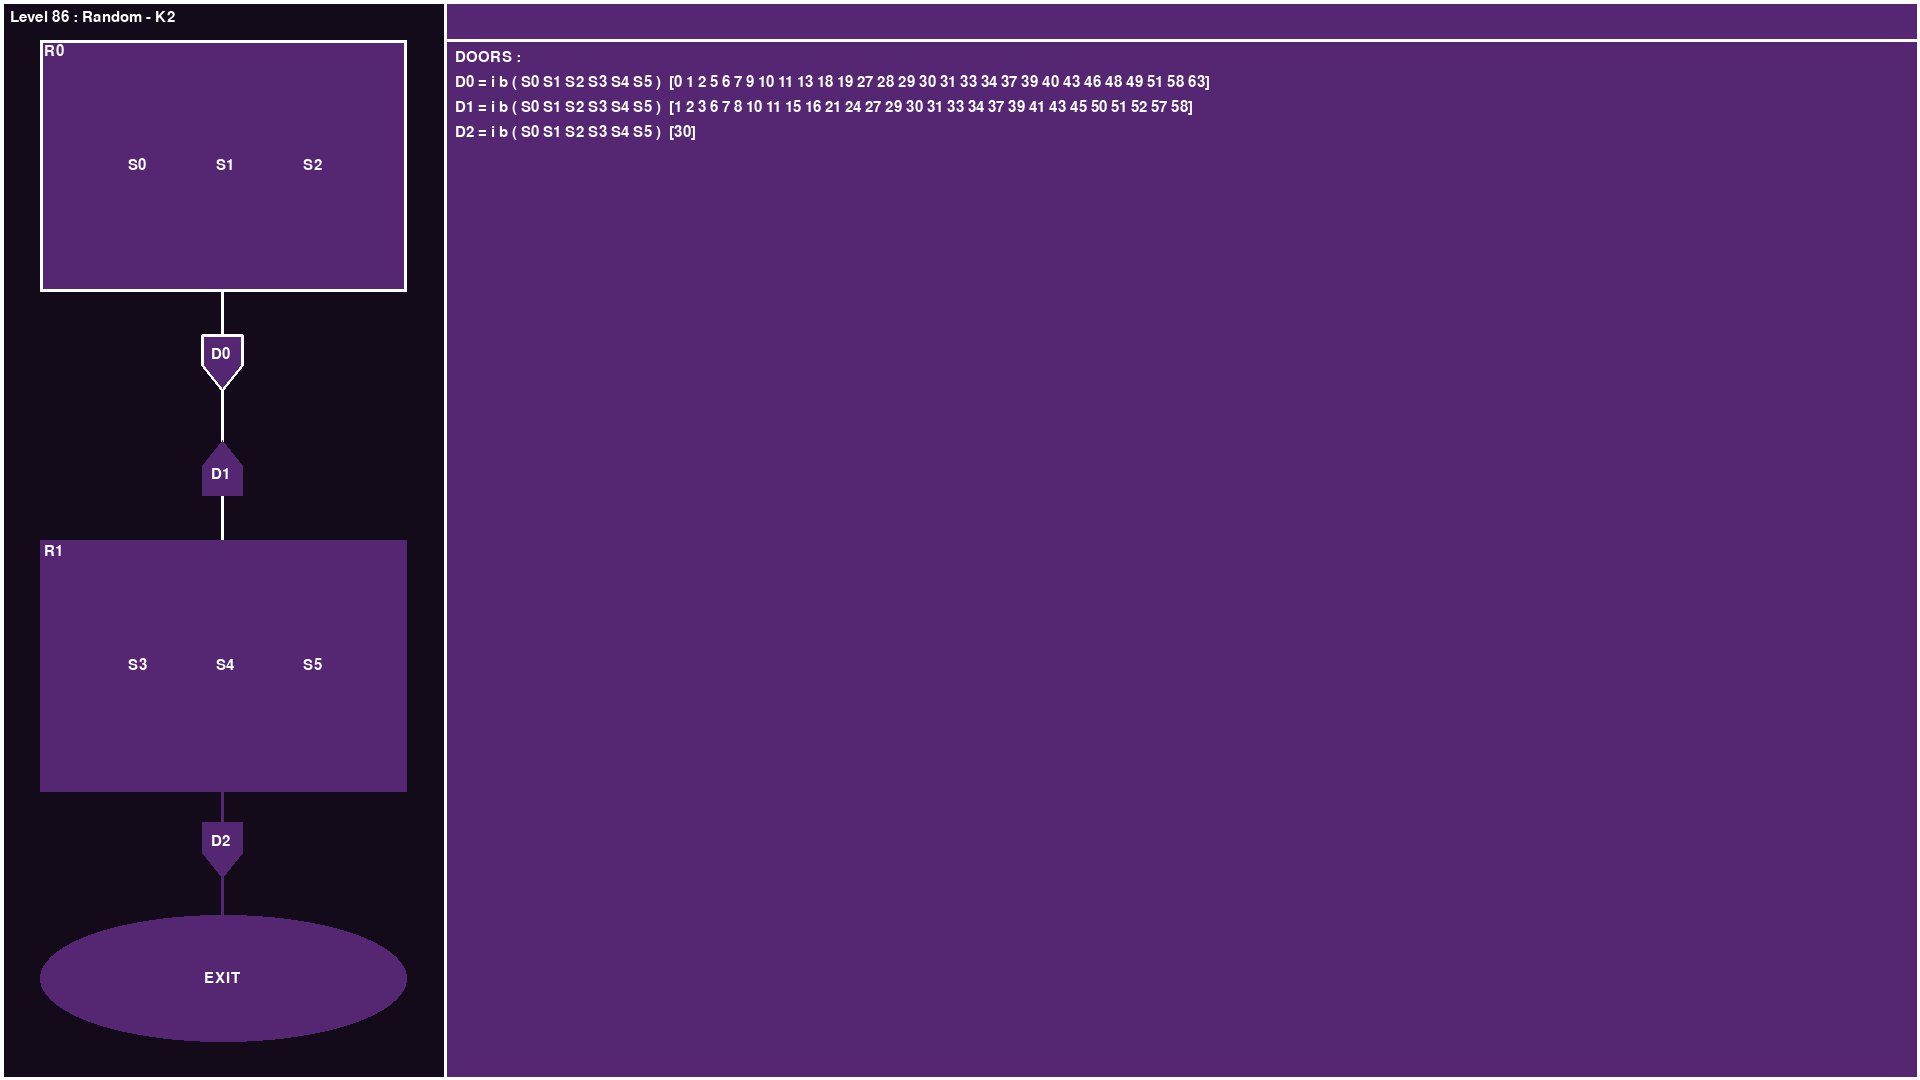 Level 86 : Random - K2
R0
S0 S1 S2
D0
D1
R1
S3 S4 S5
D2
EXIT
DOORS :
D0 = i b ( S0 S1 S2 S3 S4 S5 ) [0 1 2 5 6 7 9 10 11 13 18 19 27 28 29 30 31 33 34 37 39 40 43 46 48 49 51 58 63]
D1 = i b ( S0 S1 S2 S3 S4 S5 ) [1 2 3 6 7 8 10 11 15 16 21 24 27 29 30 31 33 34 37 39 41 43 45 50 51 52 57 58]
D2 = i b ( S0 S1 S2 S3 S4 S5 ) [30]